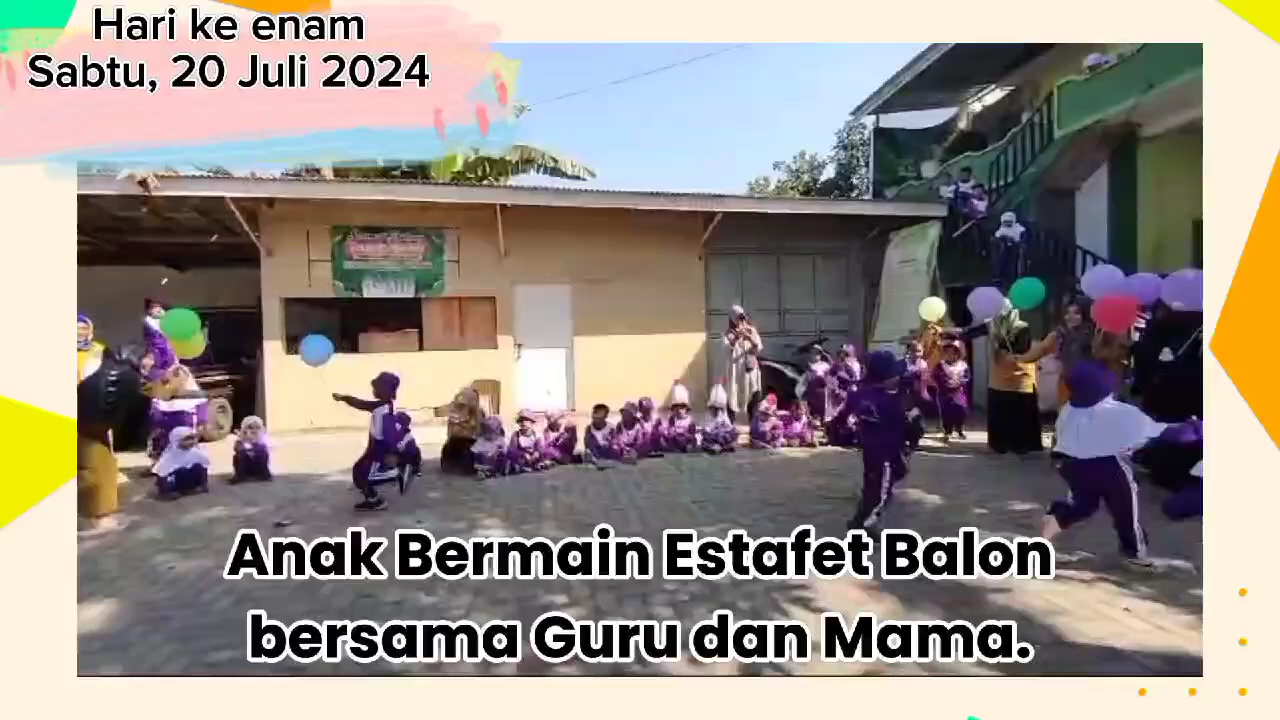 Hari ke enam
Sabtu, 20 Juli 2024
Anak Bermain Estafet Balon
bersama Guru dan Mama.